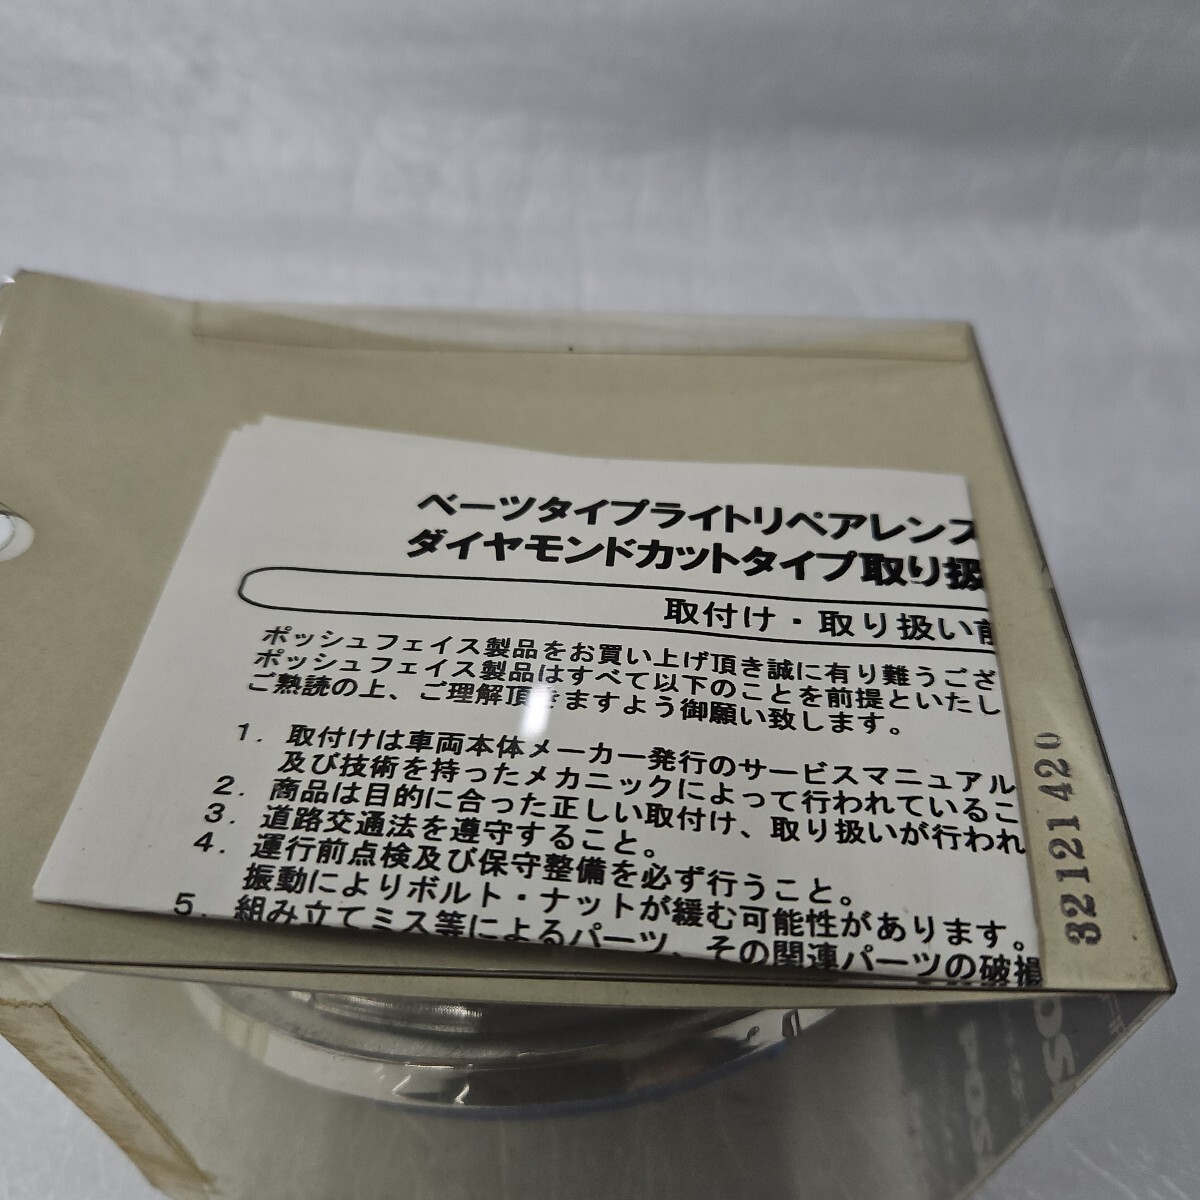 ベーツタイプライトリペアレンズ
ダイヤモンドカットタイプ取り扱
取付け・取り扱い前
ポッシュフェイス製品をお買い上げ頂き誠に有り難うござ
ポッシュフェイス製品はすべて以下のことを前提といたし
ご熟読の上、ご理解頂きますよう御願い致します。
1. 取付けは車両本体メーカー発行のサービスマニュアル
及び技術を持ったメカニックによって行われているこ
2. 商品は目的に合った正しい取付け、取り扱いが行われ
3. 道路交通法を遵守すること。
4. 運行前点検及び保守整備を必ず行うこと。
振動によりボルト・ナットが緩む可能性があります。
5. 組み立てミス等によるパーツ、その関連パーツの破損
32121420